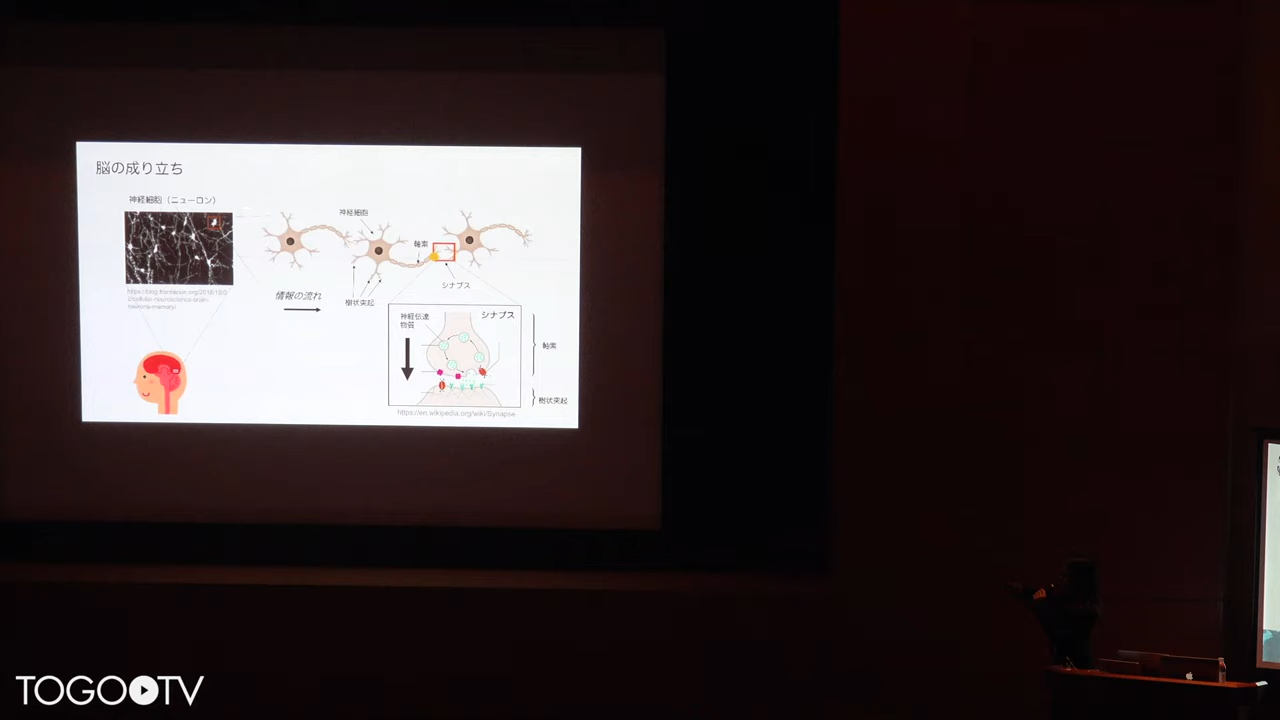 脳の成り立ち
神経細胞（ニューロン）
神経細胞
軸索
シナプス
樹状突起
情報の流れ
シナプス
神経伝達
物質
軸索
樹状突起
https://en.wikipedia.org/wiki/Synapse
TOGO TV